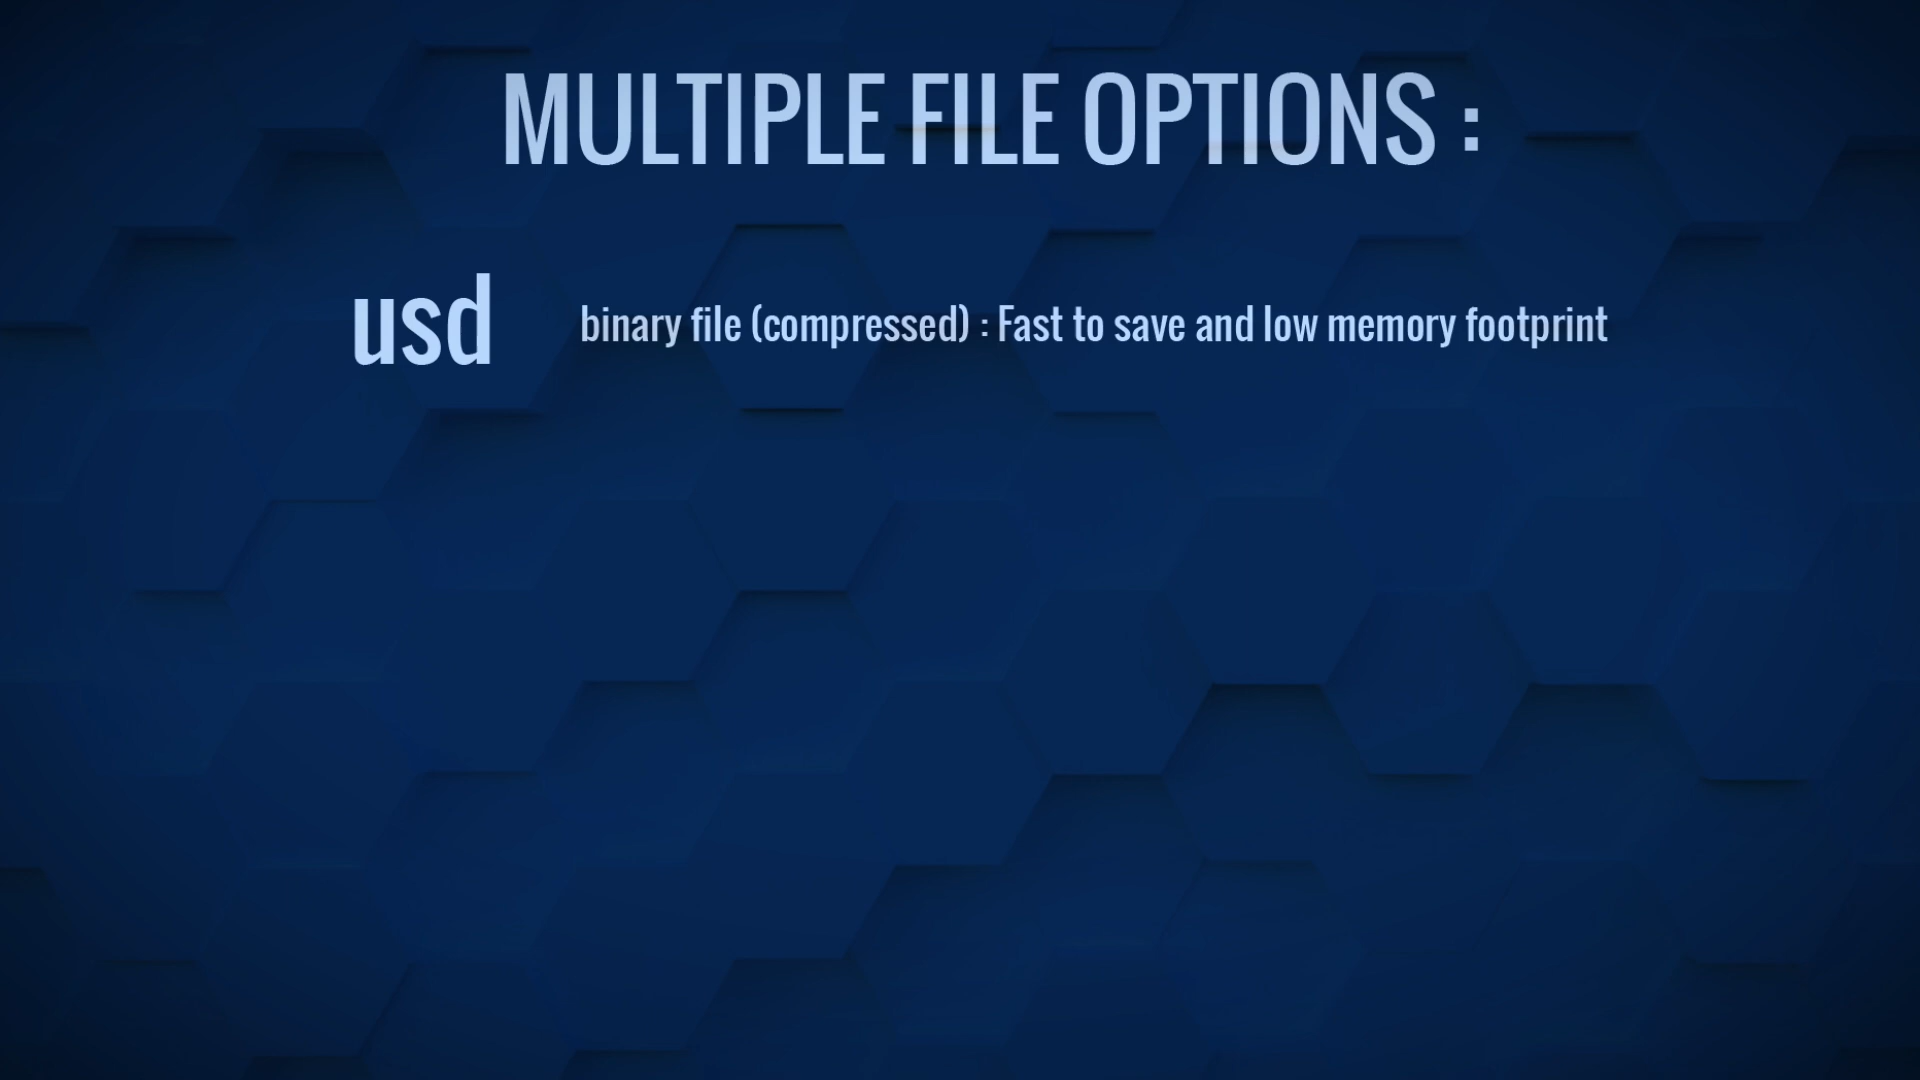 MULTIPLE FILE OPTIONS :
usd binary file (compressed) : Fast to save and low memory footprint